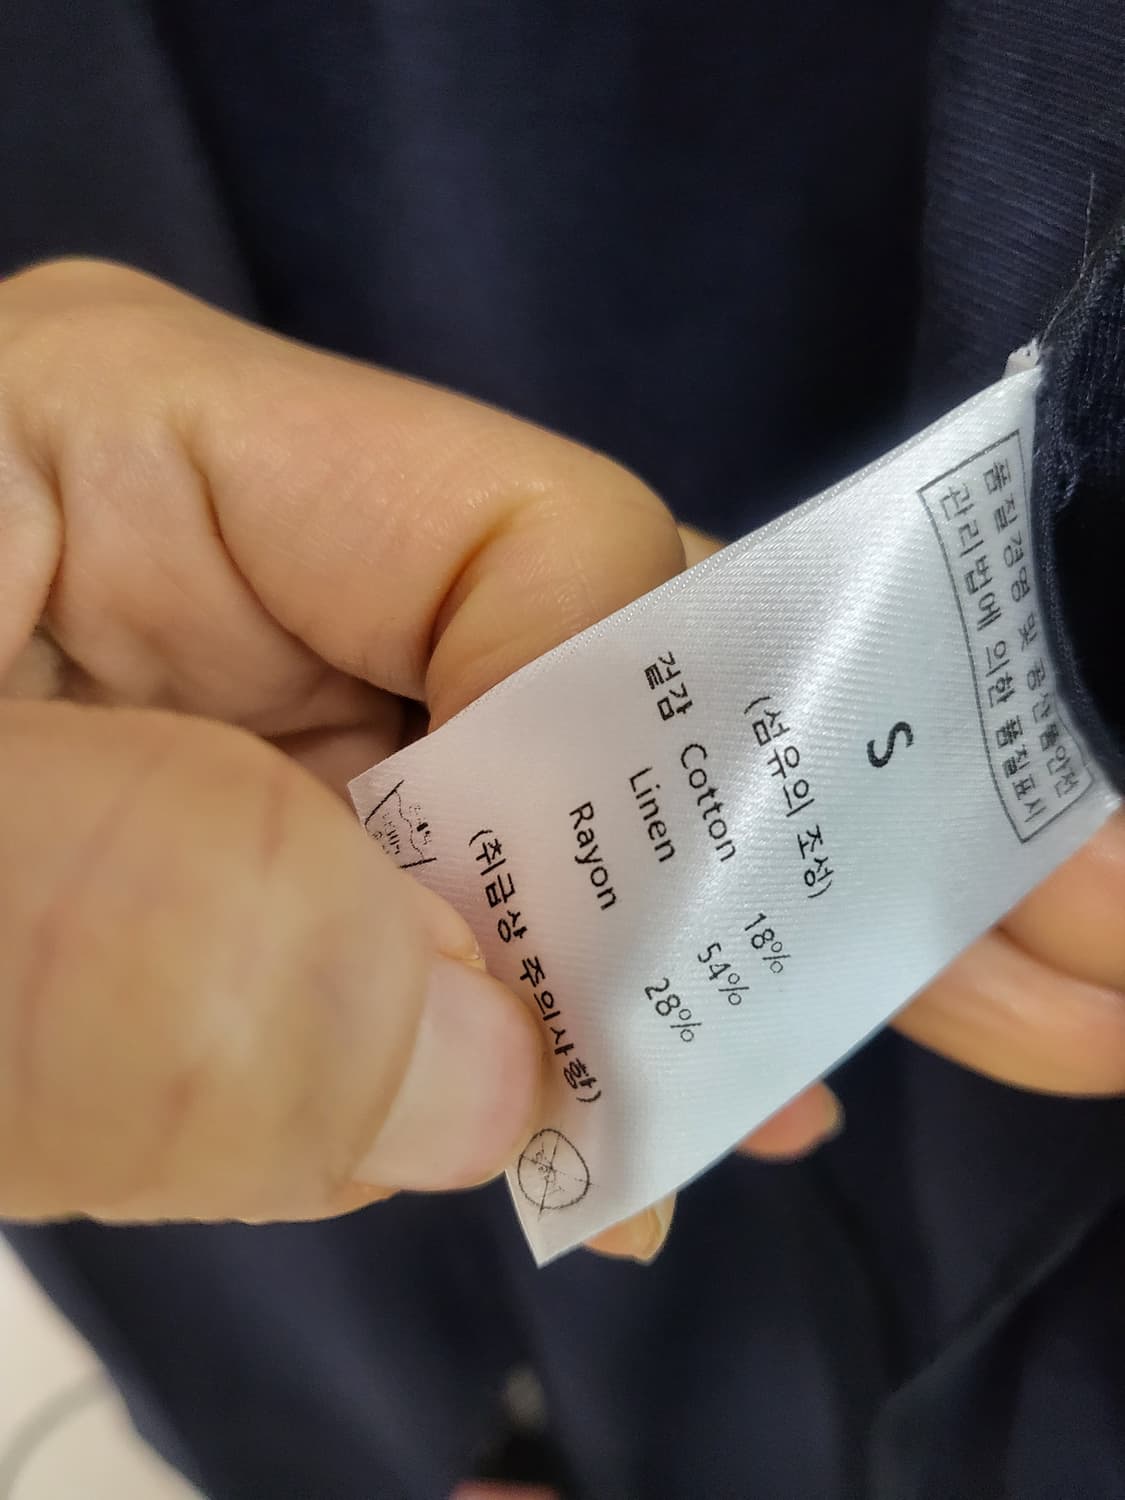 품질경영 및 공산품안전
관리법에 의한 품질표시
S
(섬유의 조성)
겉감 Cotton 18%
Linen 54%
Rayon 28%
(취급상 주의사항)